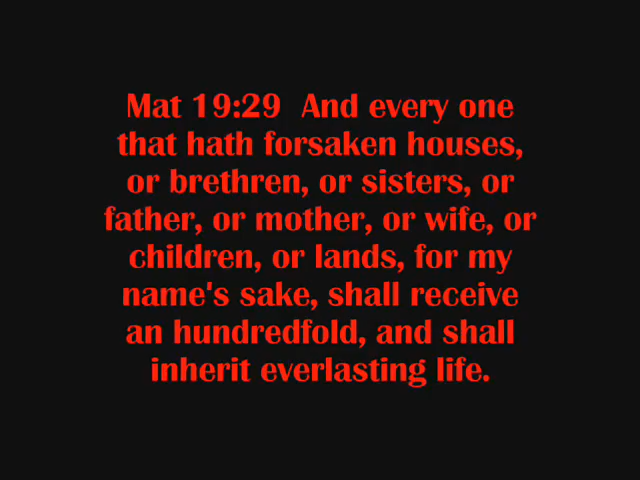 Mat 19:29  And every one
that hath forsaken houses,
or brethren, or sisters, or
father, or mother, or wife, or
children, or lands, for my
name's sake, shall receive
an hundredfold, and shall
inherit everlasting life.